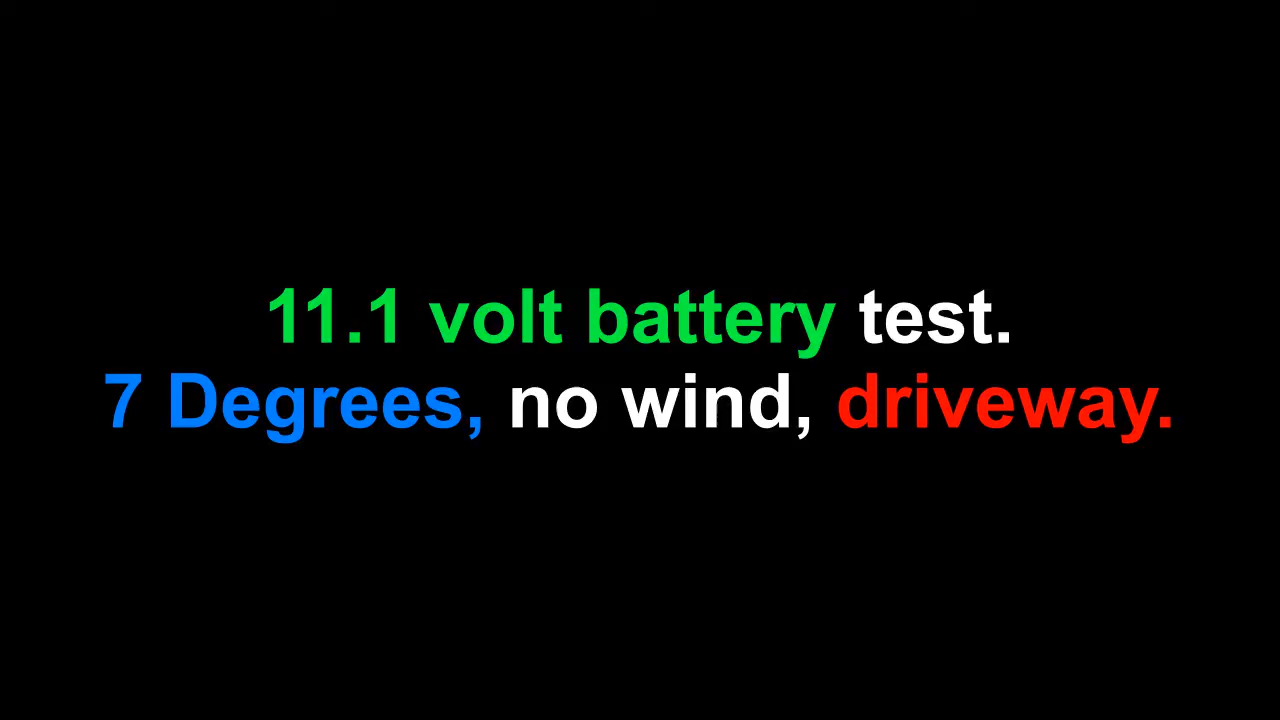 11.1 volt battery test.
7 Degrees, no wind, driveway.